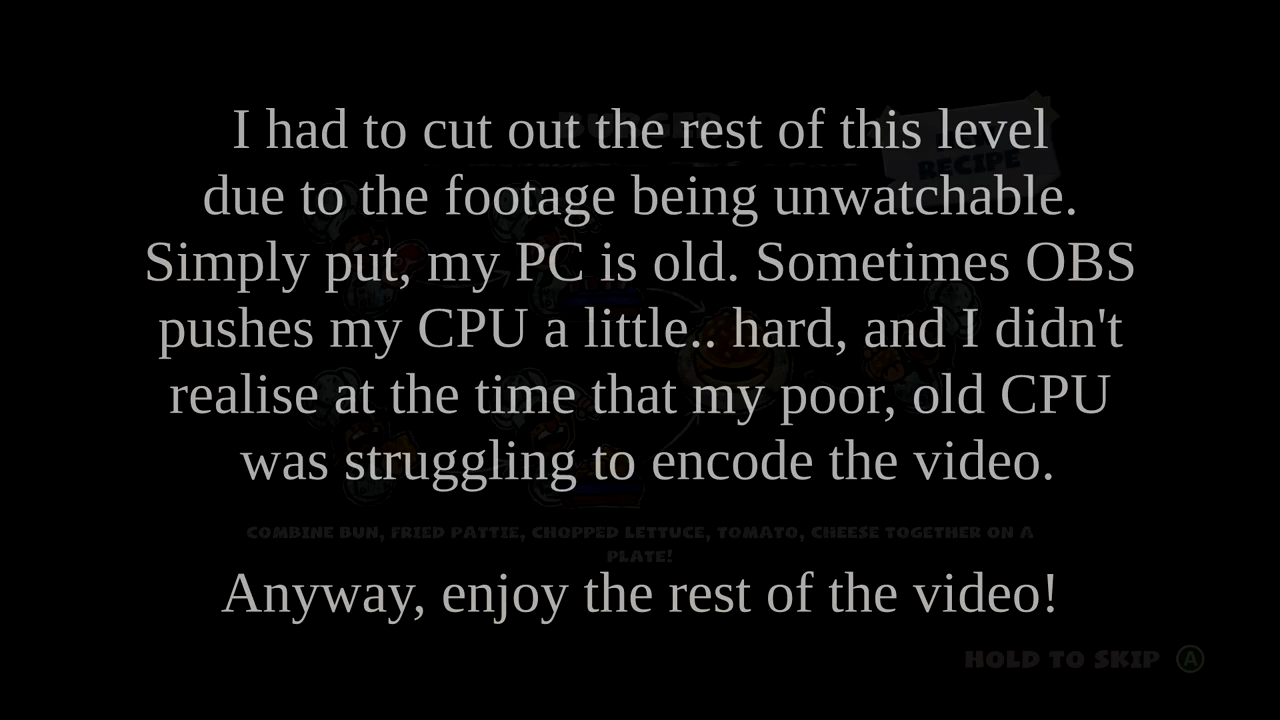 BURGER
RECIPE
I had to cut out the rest of this level
due to the footage being unwatchable.
Simply put, my PC is old. Sometimes OBS
pushes my CPU a little.. hard, and I didn't
realise at the time that my poor, old CPU
was struggling to encode the video.
COMBINE BUN, FRIED PATTIE, CHOPPED LETTUCE, TOMATO, CHEESE TOGETHER ON A
PLATE!
Anyway, enjoy the rest of the video!
HOLD TO SKIP A